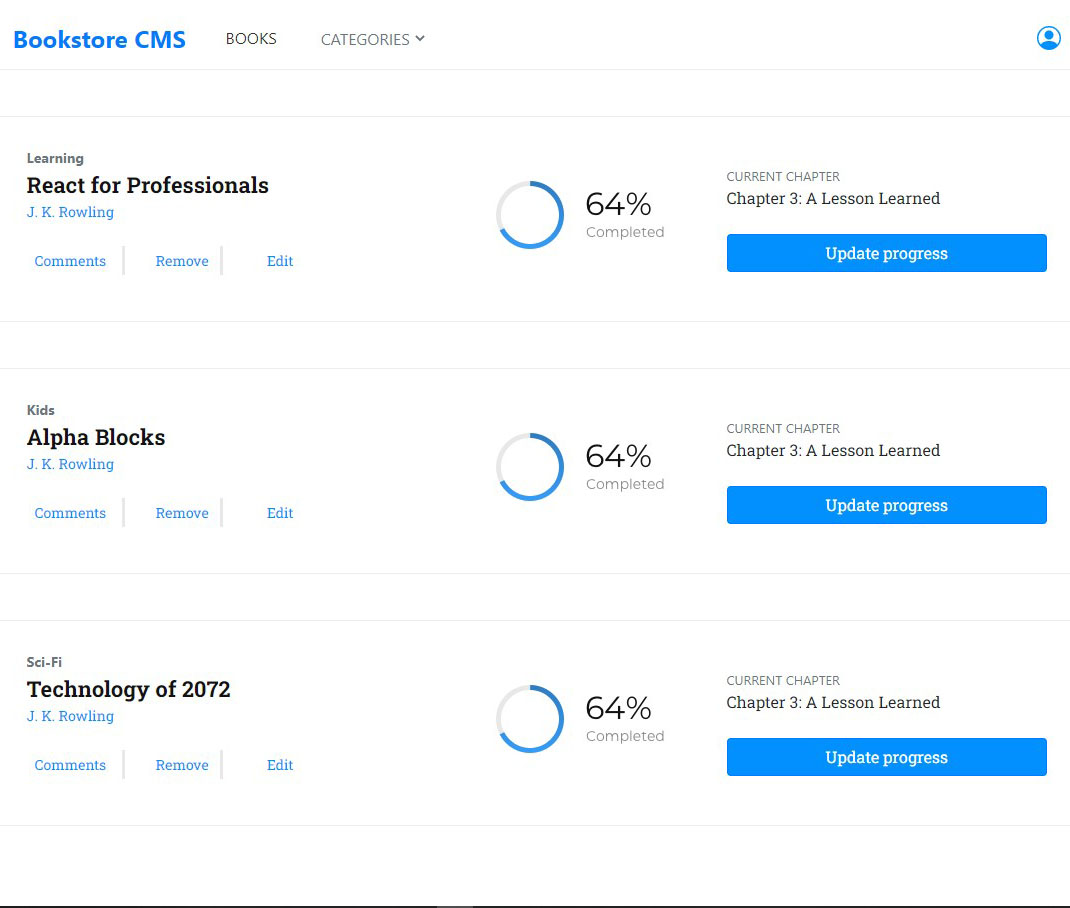 Bookstore CMS BOOKS CATEGORIES
Learning
React for Professionals
J. K. Rowling
Comments Remove Edit
64%
Completed
CURRENT CHAPTER
Chapter 3: A Lesson Learned
Update progress
Kids
Alpha Blocks
J. K. Rowling
Comments Remove Edit
64%
Completed
CURRENT CHAPTER
Chapter 3: A Lesson Learned
Update progress
Sci-Fi
Technology of 2072
J. K. Rowling
Comments Remove Edit
64%
Completed
CURRENT CHAPTER
Chapter 3: A Lesson Learned
Update progress